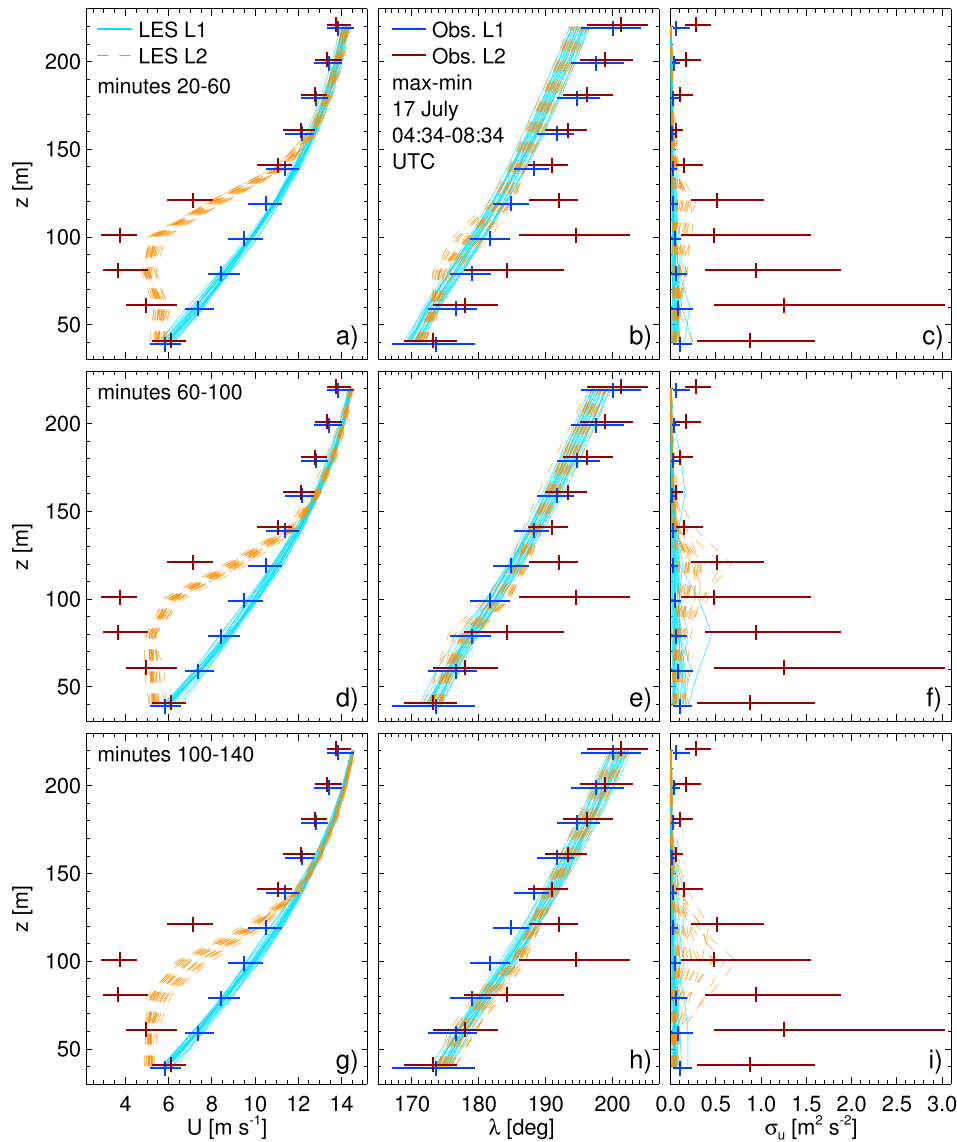 LES L1
LES L2
minutes 20-60
Obs. L1
Obs. L2
max-min
17 July
04:34-08:34
UTC
200
150
100
50
z [m]
a)
b)
c)
minutes 60-100
200
150
100
50
z [m]
d)
e)
f)
minutes 100-140
200
150
100
50
z [m]
g)
h)
i)
4 6 8 10 12 14
U [m s⁻¹]
170 180 190 200
λ [deg]
0.0 0.5 1.0 1.5 2.0 2.5 3.0
σᵤ [m² s⁻²]